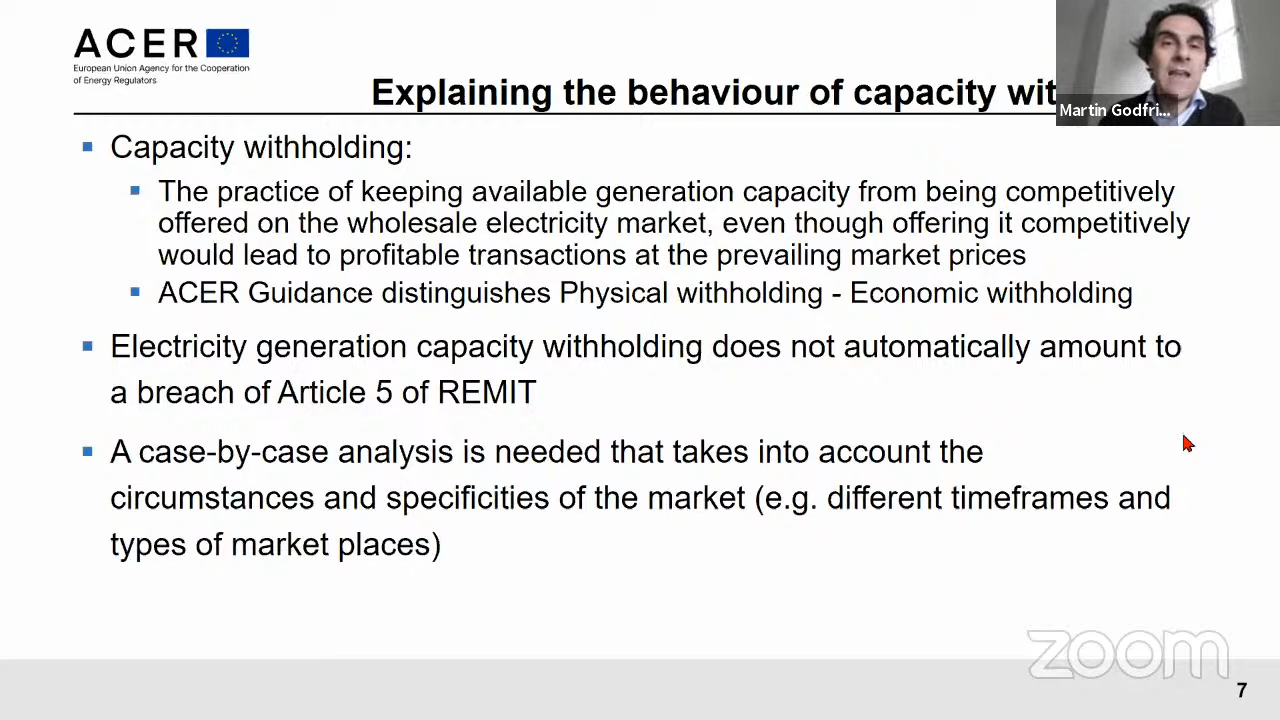 ACER
European Union Agency for the Cooperation
of Energy Regulators
Explaining the behaviour of capacity wit
Martin Godfri...
Capacity withholding:
The practice of keeping available generation capacity from being competitively
offered on the wholesale electricity market, even though offering it competitively
would lead to profitable transactions at the prevailing market prices
ACER Guidance distinguishes Physical withholding - Economic withholding
Electricity generation capacity withholding does not automatically amount to
a breach of Article 5 of REMIT
A case-by-case analysis is needed that takes into account the
circumstances and specificities of the market (e.g. different timeframes and
types of market places)
zoom
7